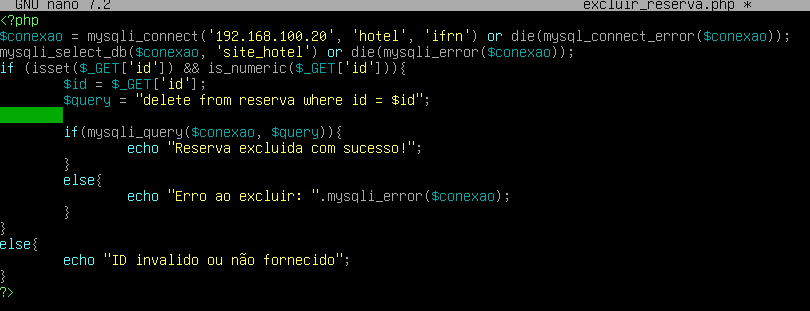 GNU nano 7.2 excluir_reserva.php *
<?php
$conexao = mysqli_connect('192.168.100.20', 'hotel', 'ifrn') or die(mysql_connect_error($conexao));
mysqli_select_db($conexao, 'site_hotel') or die(mysqli_error($conexao));
if (isset($_GET['id']) && is_numeric($_GET['id'])){
        $id = $_GET['id'];
        $query = "delete from reserva where id = $id";

        if(mysqli_query($conexao, $query)){
                echo "Reserva excluida com sucesso!";
        }
        else{
                echo "Erro ao excluir: ".mysqli_error($conexao);
        }
}
else{
        echo "ID invalido ou não fornecido";
}
?>